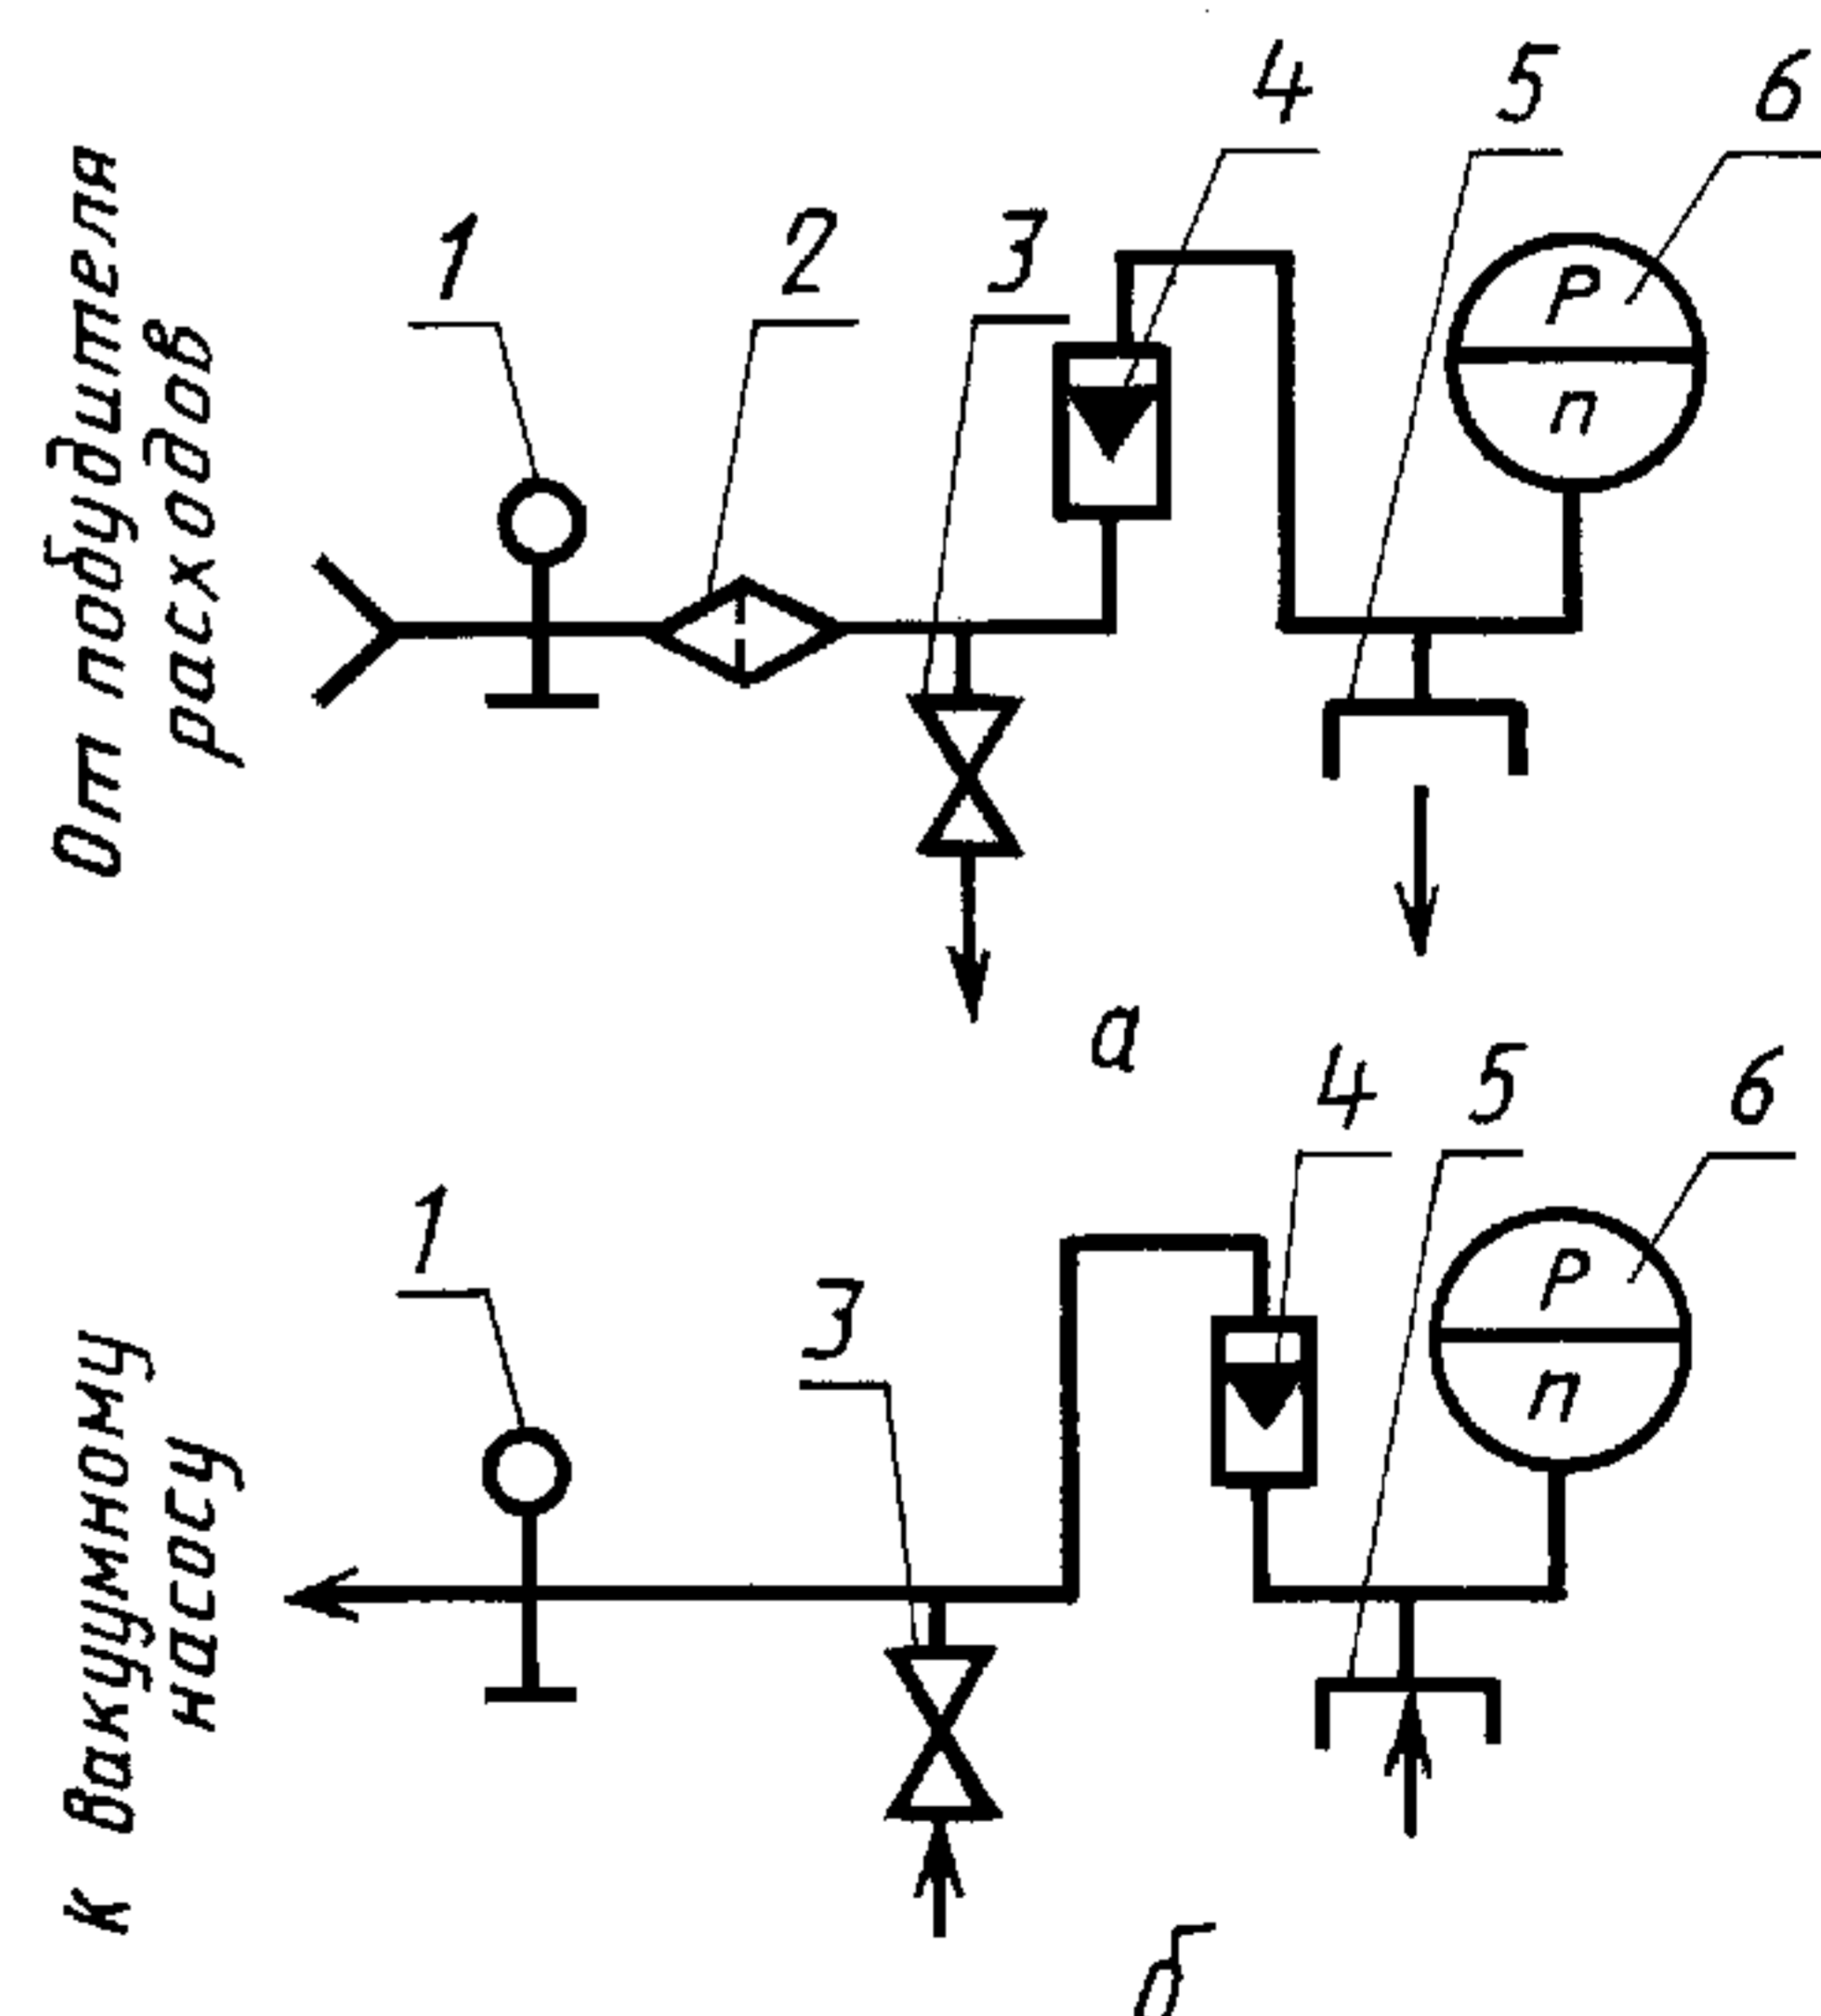 От побудителя
расходов
1
2
3
4
5
6
Р
П
а
К вакуумному
насосу
1
3
4
5
6
Р
П
б